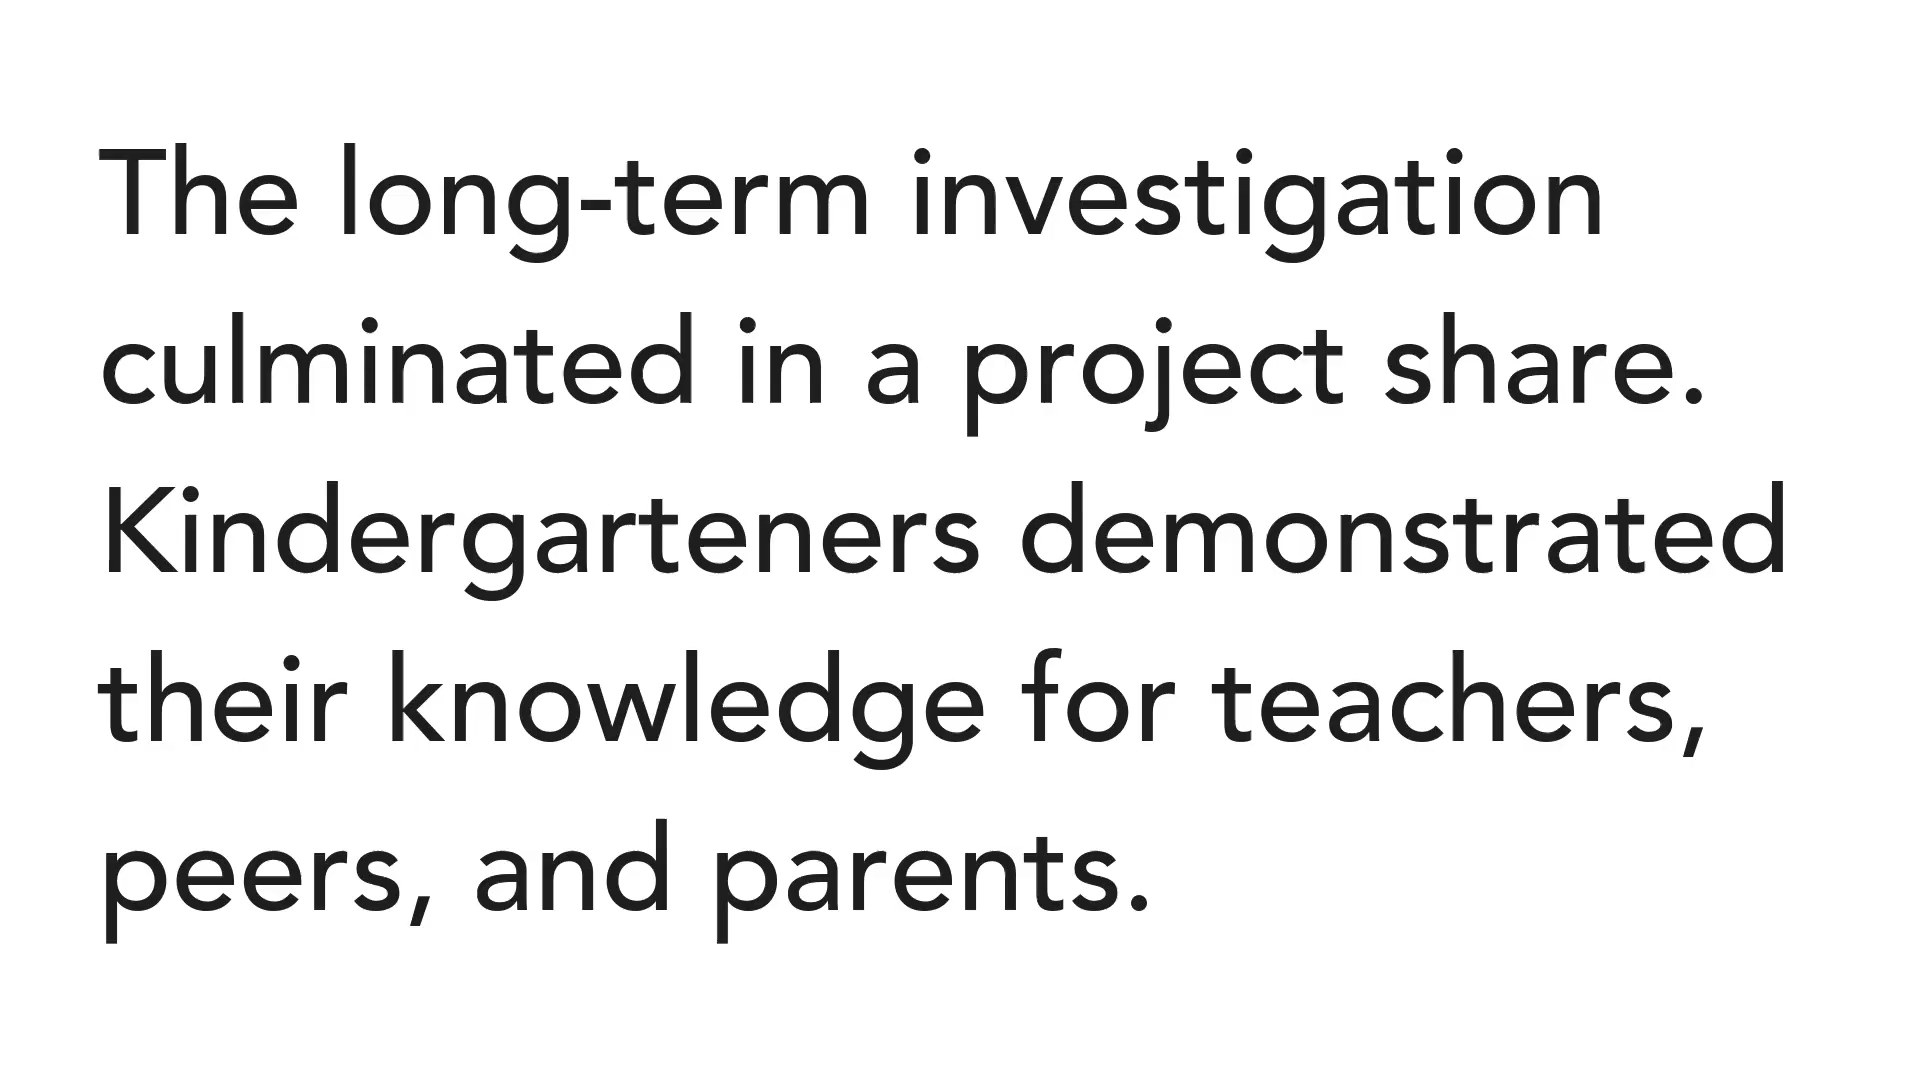 The long-term investigation
culminated in a project share.
Kindergarteners demonstrated
their knowledge for teachers,
peers, and parents.